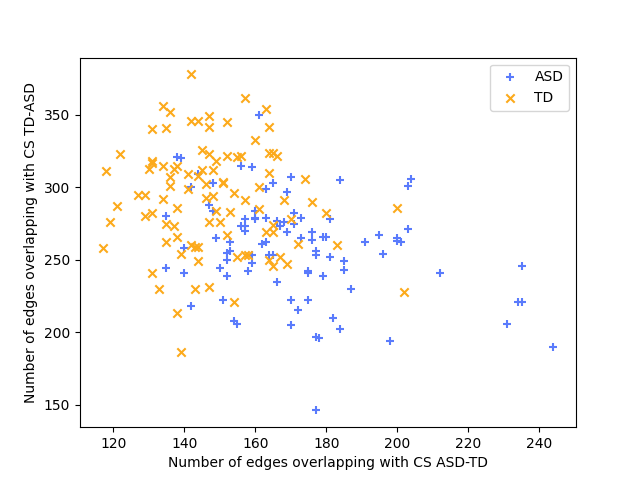 ASD
TD
350
300
250
200
150
Number of edges overlapping with CS TD-ASD
120 140 160 180 200 220 240
Number of edges overlapping with CS ASD-TD